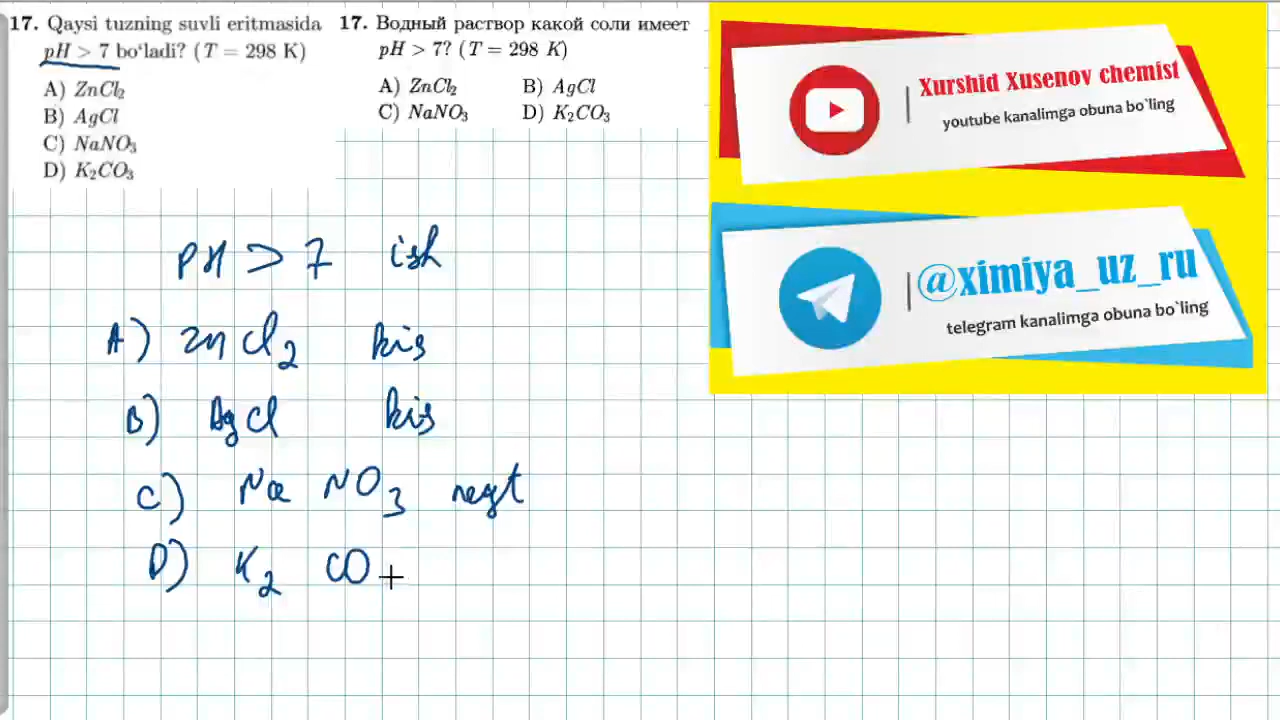 17. Qaysi tuzning suvli eritmasida
pH > 7 bo'ladi? (T = 298 K)
A) ZnCl₂
B) AgCl
C) NaNO₃
D) K₂CO₃
17. Водный раствор какой соли имеет
pH > 7? (T = 298 K)
A) ZnCl₂ B) AgCl
C) NaNO₃ D) K₂CO₃
Xurshid Xusenov chemist
youtube kanalimga obuna bo`ling
@ximiya_uz_ru
telegram kanalimga obuna bo`ling
pH > 7 ish
A) ZnCl₂ kis
B) AgCl kis
C) NaNO₃ neyt
D) K₂CO